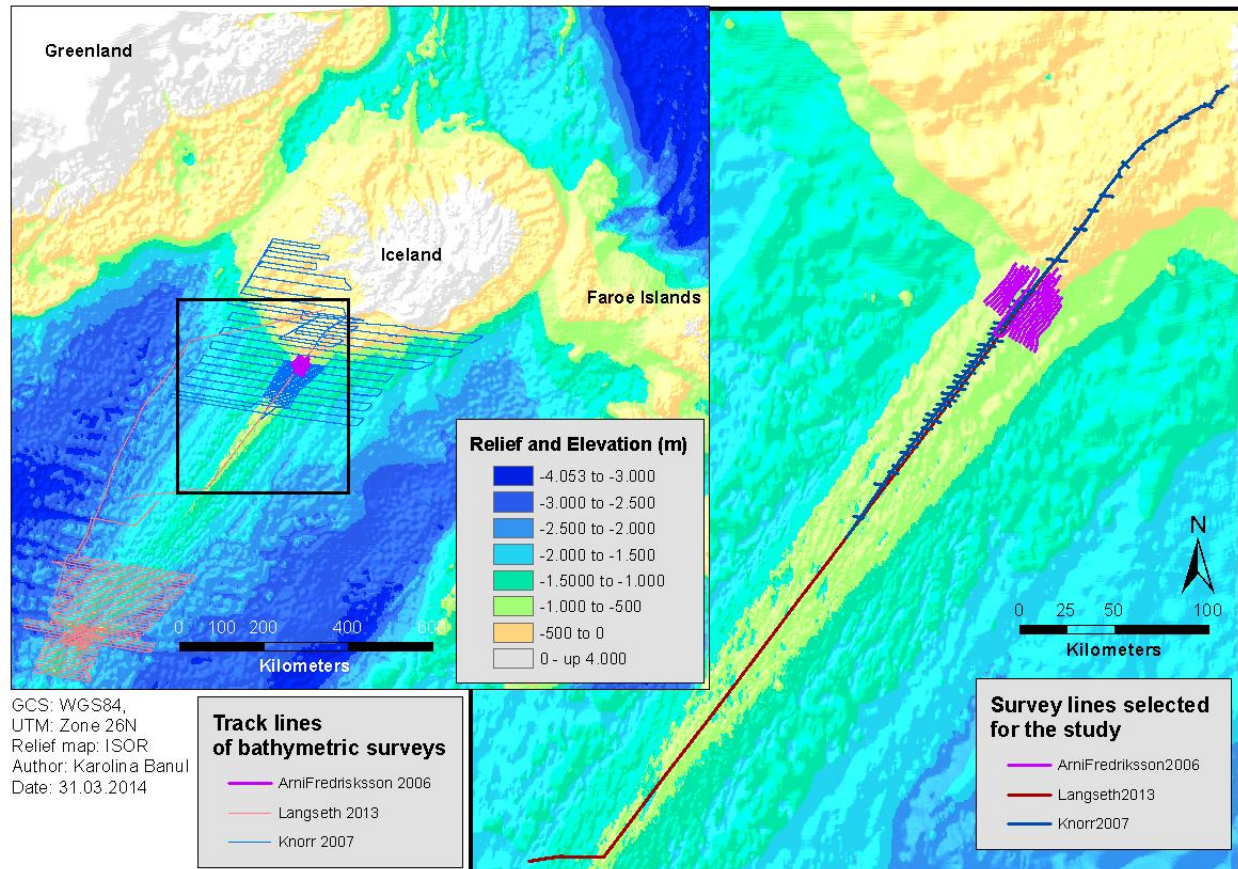 Greenland
Iceland
Faroe Islands
Relief and Elevation (m)
-4.053 to -3.000
-3.000 to -2.500
-2.500 to -2.000
-2.000 to -1.500
-1.5000 to -1.000
-1.000 to -500
-500 to 0
0 - up 4.000
0 100 200 400 600
Kilometers
GCS: WGS84,
UTM: Zone 26N
Relief map: ISOR
Author: Karolina Banul
Date: 31.03.2014
Track lines
of bathymetric surveys
ArniFredrisksson 2006
Langseth 2013
Knorr 2007
N
0 25 50 100
Kilometers
Survey lines selected
for the study
ArniFredriksson2006
Langseth2013
Knorr2007